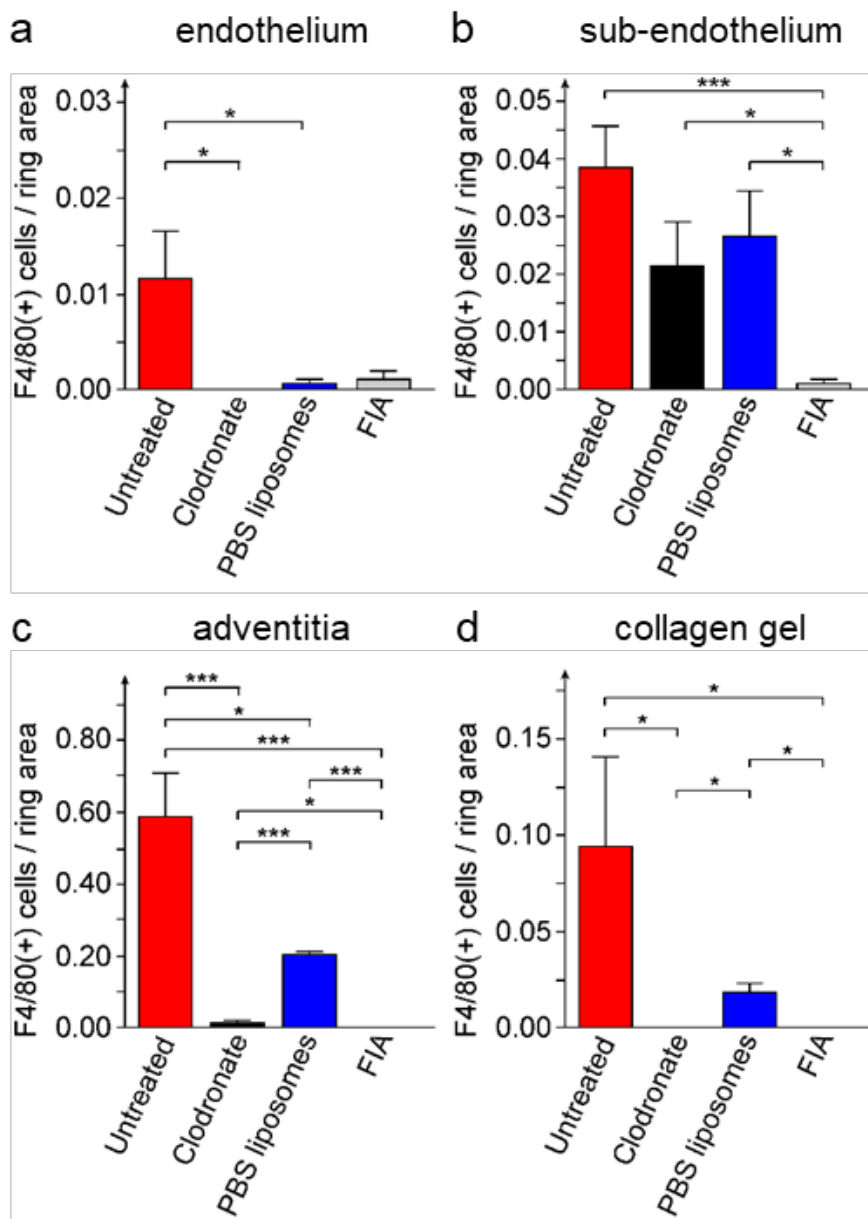 a endothelium
F4/80(+) cells / ring area
0.03
0.02
0.01
0.00
*
*
Untreated
Clodronate
PBS liposomes
FIA
b sub-endothelium
F4/80(+) cells / ring area
0.05
0.04
0.03
0.02
0.01
0.00
***
*
*
Untreated
Clodronate
PBS liposomes
FIA
c adventitia
F4/80(+) cells / ring area
0.80
0.60
0.40
0.20
0.00
***
*
***
***
*
***
Untreated
Clodronate
PBS liposomes
FIA
d collagen gel
F4/80(+) cells / ring area
0.15
0.10
0.05
0.00
*
*
*
*
Untreated
Clodronate
PBS liposomes
FIA